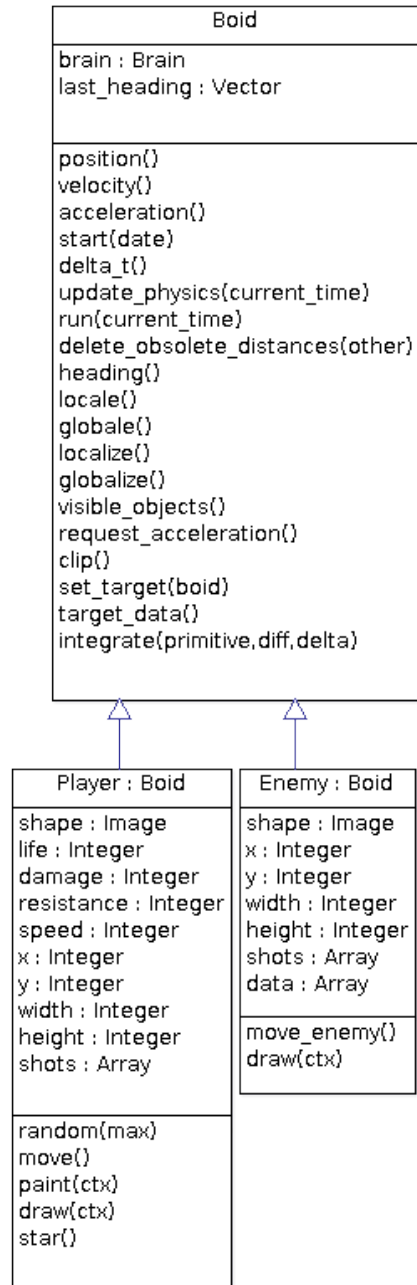 Boid
brain : Brain
last_heading : Vector
position()
velocity()
acceleration()
start(date)
delta_t()
update_physics(current_time)
run(current_time)
delete_obsolete_distances(other)
heading()
locale()
globale()
localize()
globalize()
visible_objects()
request_acceleration()
clip()
set_target(boid)
target_data()
integrate(primitive,diff,delta)
Player : Boid
shape : Image
life : Integer
damage : Integer
resistance : Integer
speed : Integer
x : Integer
y : Integer
width : Integer
height : Integer
shots : Array
random(max)
move()
paint(ctx)
draw(ctx)
star()
Enemy : Boid
shape : Image
x : Integer
y : Integer
width : Integer
height : Integer
shots : Array
data : Array
move_enemy()
draw(ctx)